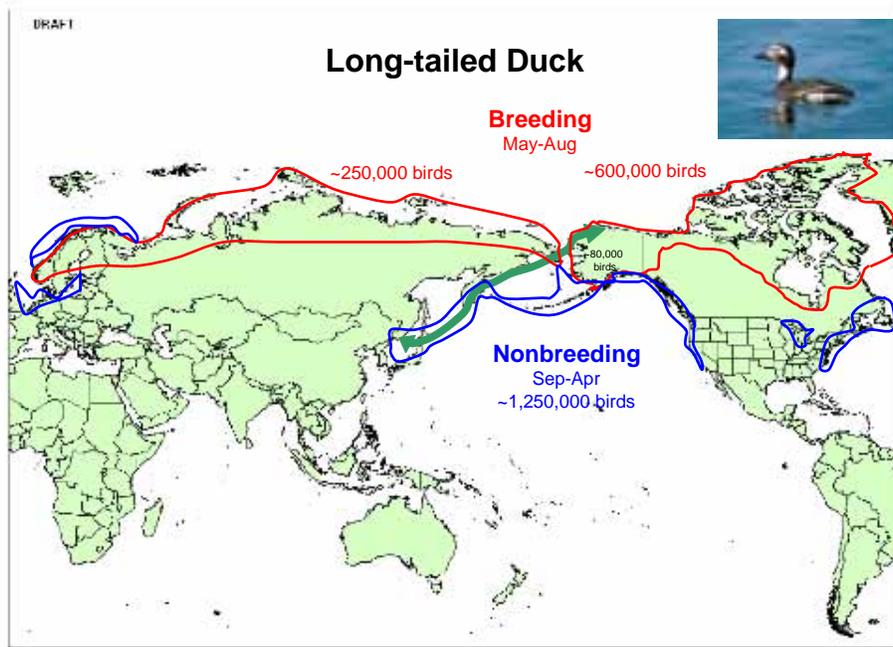 DRAFT
Long-tailed Duck
Breeding
May-Aug
~250,000 birds
~600,000 birds
~80,000
birds
Nonbreeding
Sep-Apr
~1,250,000 birds